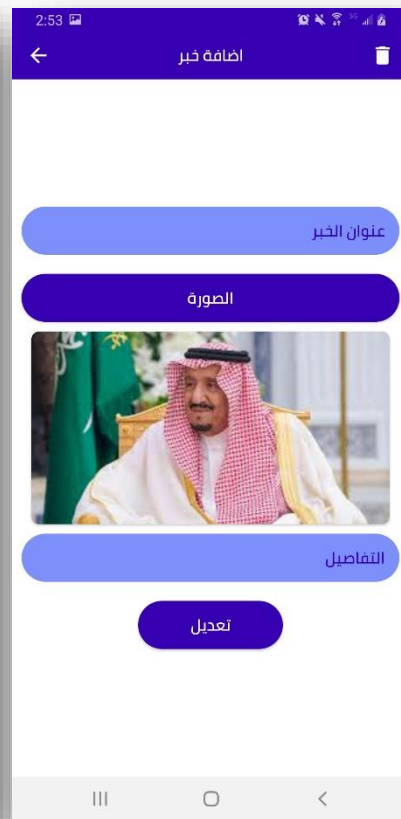 2:53
اضافة خبر
عنوان الخبر
الصورة
التفاصيل
تعديل